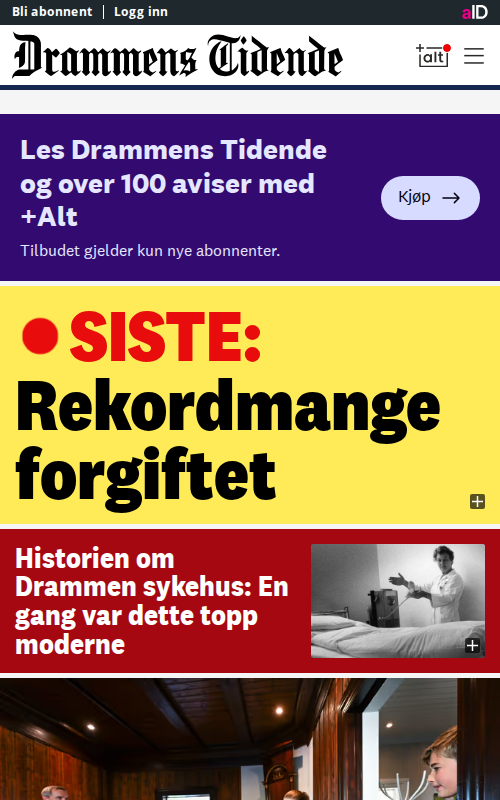 Bli abonnent
Logg inn
aID
Drammens Tidende
+alt
Les Drammens Tidende
og over 100 aviser med
+Alt
Tilbudet gjelder kun nye abonnenter.
Kjøp
SISTE:
Rekordmange
forgiftet
Historien om
Drammen sykehus: En
gang var dette topp
moderne